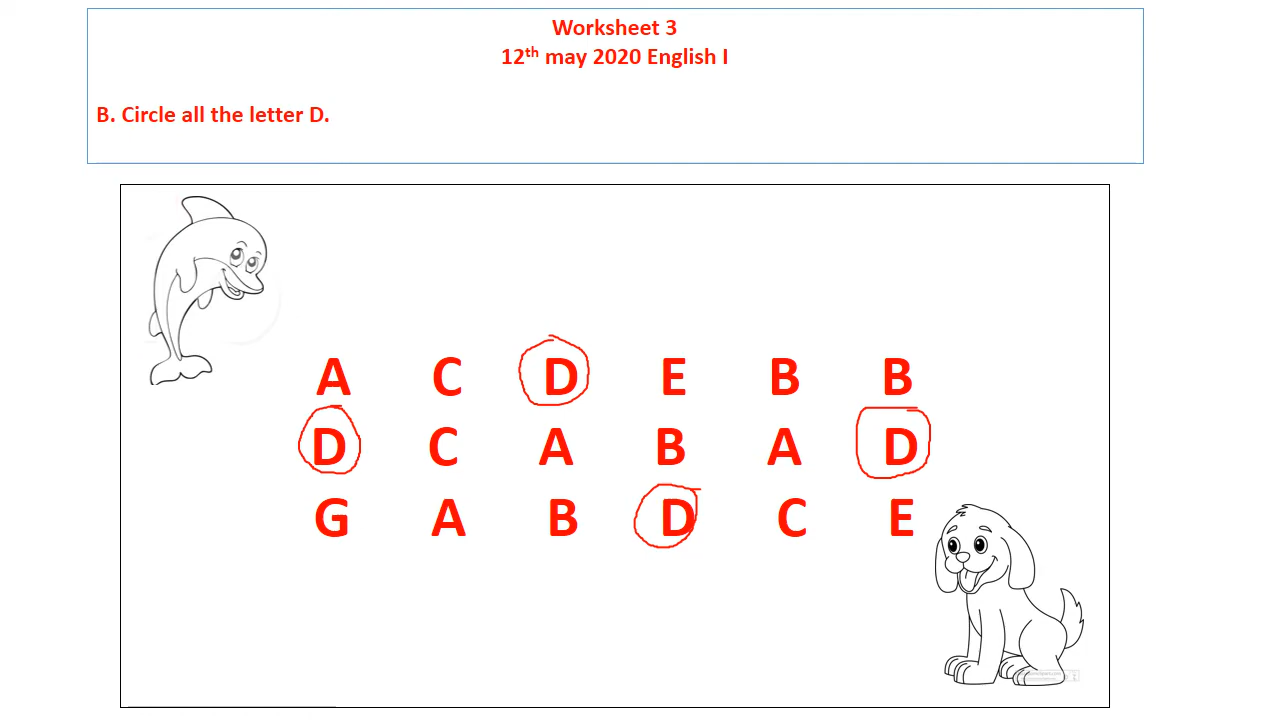 Worksheet 3
12th may 2020 English I
B. Circle all the letter D.
A C D E B B
D C A B A D
G A B D C E